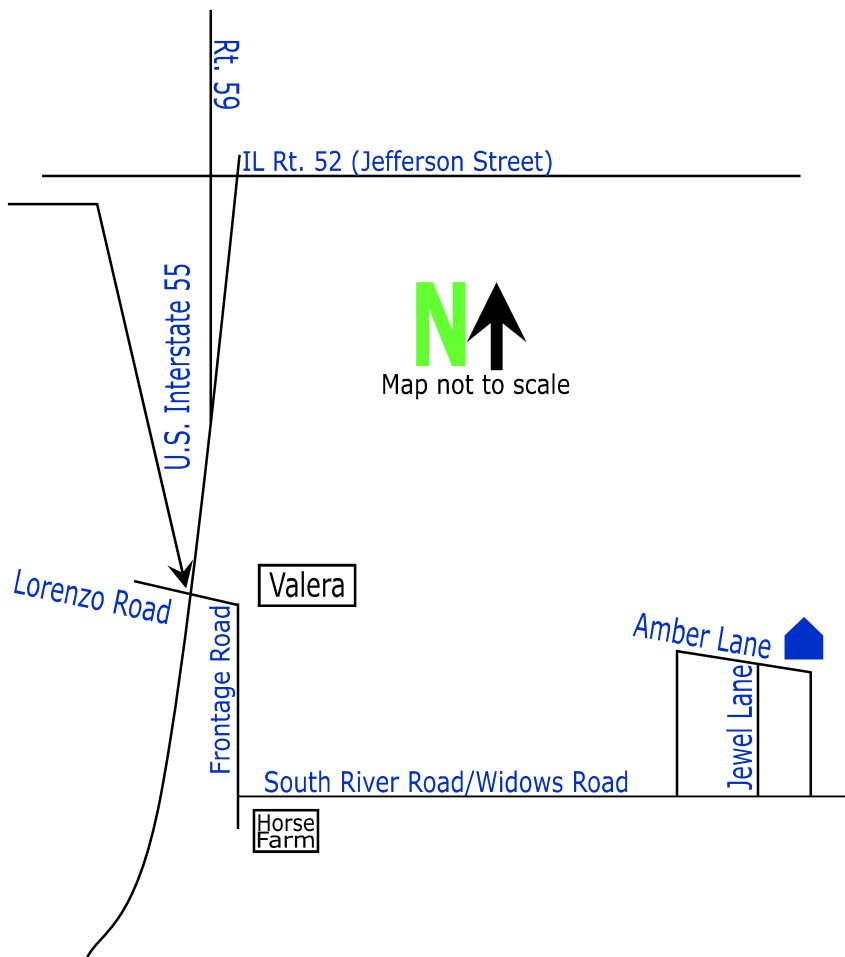 Rt. 59
IL Rt. 52 (Jefferson Street)
U.S. Interstate 55
N
Map not to scale
Lorenzo Road
Valera
Frontage Road
Amber Lane
Jewel Lane
South River Road/Widows Road
Horse
Farm